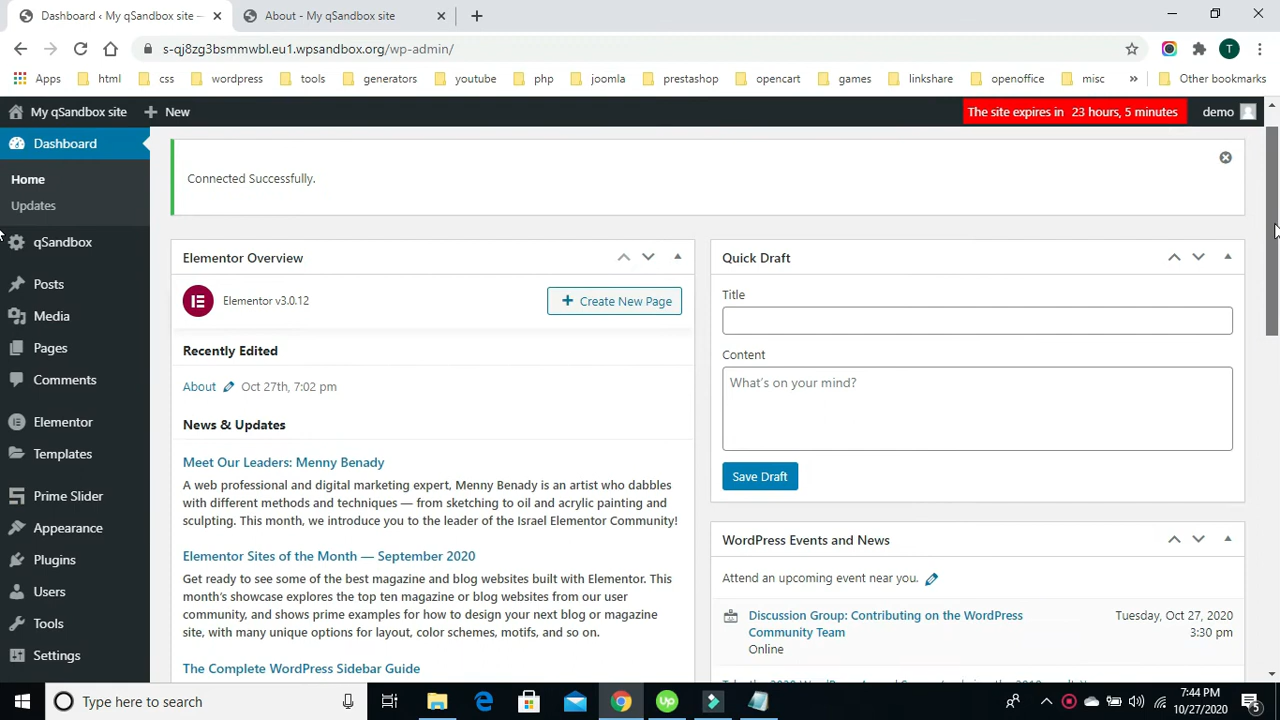 Dashboard ‹ My qSandbox site –
About - My qSandbox site
s-qj8zg3bsmmwbl.eu1.wpsandbox.org/wp-admin/
T
Apps html css wordpress tools generators youtube php joomla prestashop opencart games linkshare openoffice misc » Other bookmarks
My qSandbox site
New
The site expires in 23 hours, 5 minutes
demo
Dashboard
Home
Updates
qSandbox
Posts
Media
Pages
Comments
Elementor
Templates
Prime Slider
Appearance
Plugins
Users
Tools
Settings
Connected Successfully.
Elementor Overview
Elementor v3.0.12
Create New Page
Recently Edited
About Oct 27th, 7:02 pm
News & Updates
Meet Our Leaders: Menny Benady
A web professional and digital marketing expert, Menny Benady is an artist who dabbles
with different methods and techniques — from sketching to oil and acrylic painting and
sculpting. This month, we introduce you to the leader of the Israel Elementor Community!
Elementor Sites of the Month — September 2020
Get ready to see some of the best magazine and blog websites built with Elementor. This
month's showcase explores the top ten magazine or blog websites from our user
community, and shows prime examples for how to design your next blog or magazine
site, with many unique options for layout, color schemes, motifs, and so on.
The Complete WordPress Sidebar Guide
Quick Draft
Title
Content
What's on your mind?
Save Draft
WordPress Events and News
Attend an upcoming event near you.
Discussion Group: Contributing on the WordPress
Community Team
Online
Tuesday, Oct 27, 2020
3:30 pm
Type here to search
Up
7:44 PM
10/27/2020
5